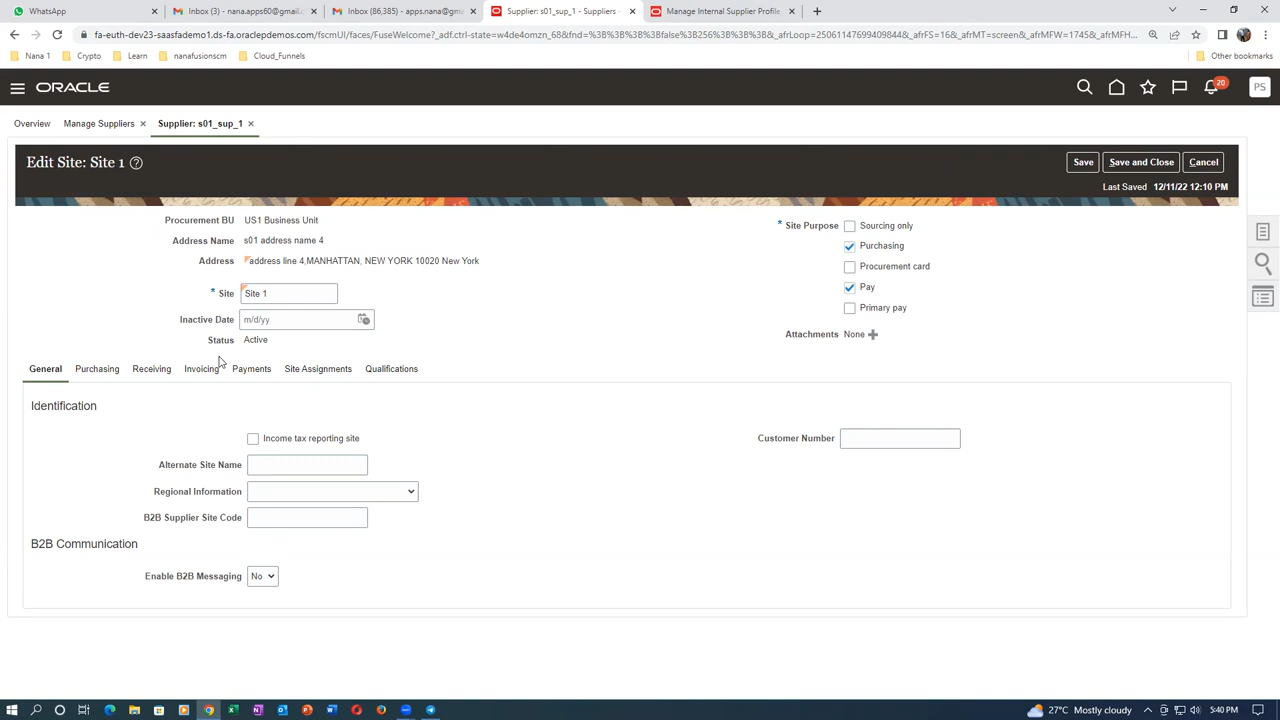 WhatsApp
Inbox (3) - nana.apps60@gmail.c
Inbox (86,385) - apps.nana@gma
Supplier: s01_sup_1 - Suppliers -
Manage Internal Supplier Profile
fa-euth-dev23-saasfademo1.ds-fa.oraclepdemos.com/fscmUI/faces/FuseWelcome?_adf.ctrl-state=w4de4omzn_68&fnd=%3B%3B%3B%3Bfalse%3B256%3B%3B%3B&_afrLoop=25061147699409844&_afrFS=16&_afrMT=screen&_afrMFW=1745&_afrMFH...
Nana 1
Crypto
Learn
nanafusionscm
Cloud_Funnels
Other bookmarks
ORACLE
20
PS
Overview
Manage Suppliers
Supplier: s01_sup_1
Edit Site: Site 1
Save
Save and Close
Cancel
Last Saved 12/11/22 12:10 PM
Procurement BU US1 Business Unit
Address Name s01 address name 4
Address address line 4,MANHATTAN, NEW YORK 10020 New York
* Site Site 1
Inactive Date m/d/yy
Status Active
* Site Purpose Sourcing only
Purchasing
Procurement card
Pay
Primary pay
Attachments None
General
Purchasing
Receiving
Invoicing
Payments
Site Assignments
Qualifications
Identification
Income tax reporting site
Alternate Site Name
Regional Information
B2B Supplier Site Code
Customer Number
B2B Communication
Enable B2B Messaging No
27°C Mostly cloudy
5:40 PM